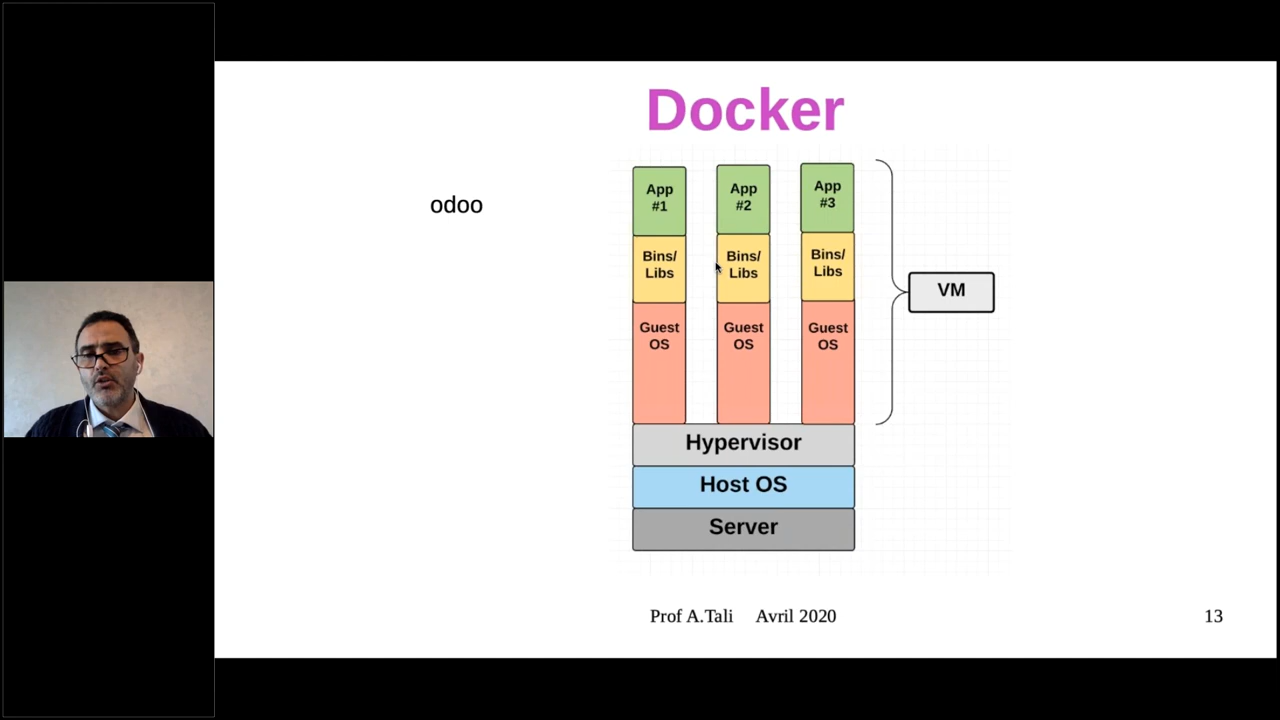 Docker
odoo
App
#1
App
#2
App
#3
Bins/
Libs
Bins/
Libs
Bins/
Libs
Guest
OS
Guest
OS
Guest
OS
VM
Hypervisor
Host OS
Server
Prof A.Tali Avril 2020
13